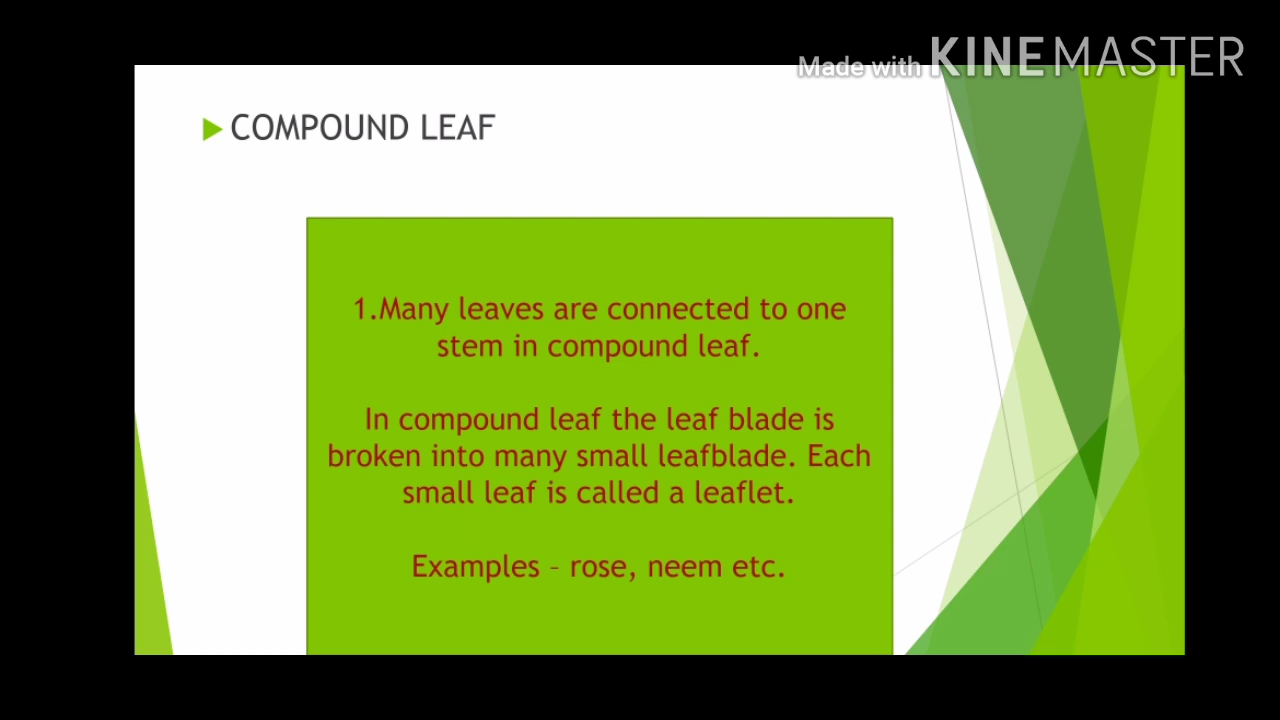 Made with KINEMASTER
COMPOUND LEAF
1.Many leaves are connected to one
stem in compound leaf.
In compound leaf the leaf blade is
broken into many small leafblade. Each
small leaf is called a leaflet.
Examples – rose, neem etc.